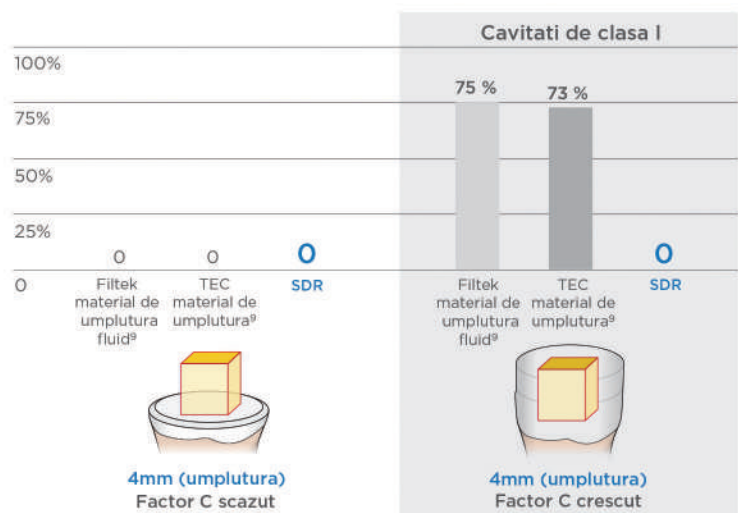 Cavitati de clasa I
100%
75%
50%
25%
0
75 %
73 %
0
0
0
0
Filtek
material de
umplutura
fluid⁹
TEC
material de
umplutura⁹
SDR
Filtek
material de
umplutura
fluid⁹
TEC
material de
umplutura⁹
SDR
4mm (umplutura)
Factor C scazut
4mm (umplutura)
Factor C crescut